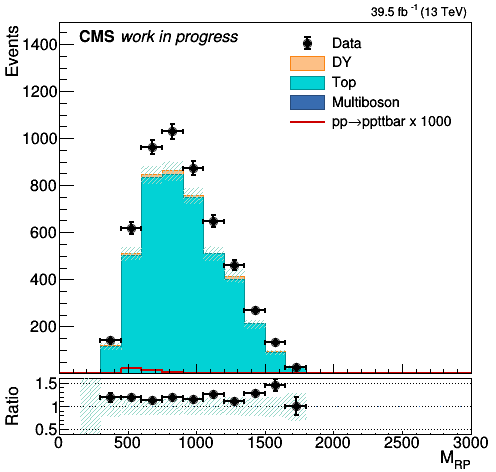 39.5 fb⁻¹ (13 TeV)
CMS work in progress
Events
1400
1200
1000
800
600
400
200
Data
DY
Top
Multiboson
pp→ppttbar x 1000
Ratio
1.5
1
0.5
0 500 1000 1500 2000 2500 3000
M_RP